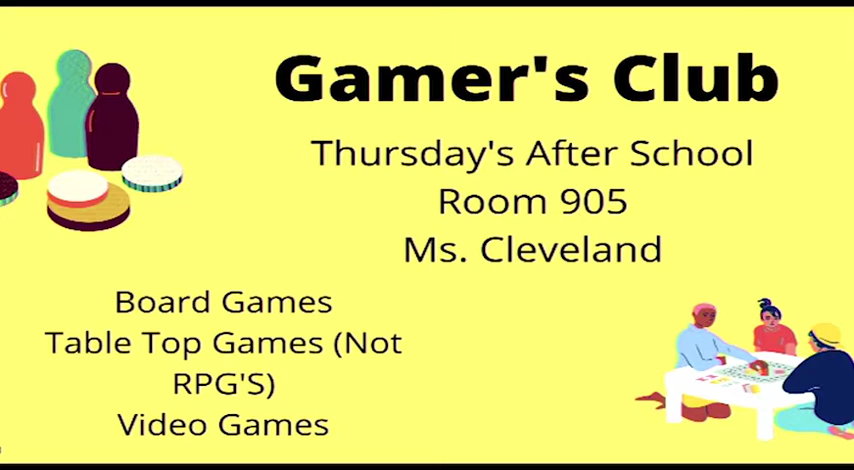 Gamer's Club
Thursday's After School
Room 905
Ms. Cleveland
Board Games
Table Top Games (Not
RPG'S)
Video Games